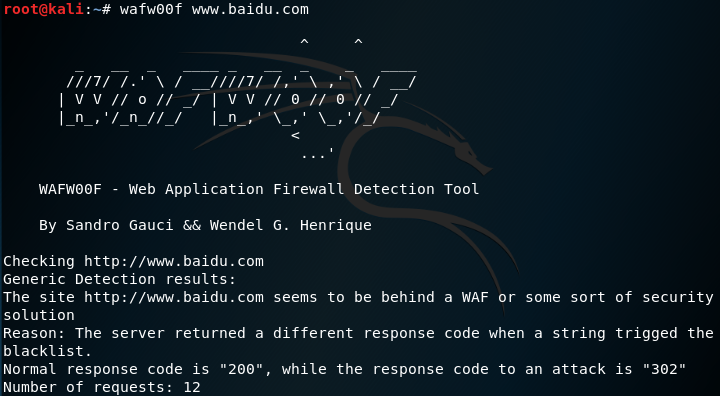 root@kali:~# wafw00f www.baidu.com
^ ^
_ __ _ ____ _ __ _ _ ____
///7/ /.' \ / __////7/ /,' \ ,' \ / __/
| V V // o // _/ | V V // 0 // 0 // _/
|_n_,'/_n_//_/ |_n_,' \_,' \_,'/_/
<
...'
WAFW00F - Web Application Firewall Detection Tool
By Sandro Gauci && Wendel G. Henrique
Checking http://www.baidu.com
Generic Detection results:
The site http://www.baidu.com seems to be behind a WAF or some sort of security
solution
Reason: The server returned a different response code when a string trigged the
blacklist.
Normal response code is "200", while the response code to an attack is "302"
Number of requests: 12